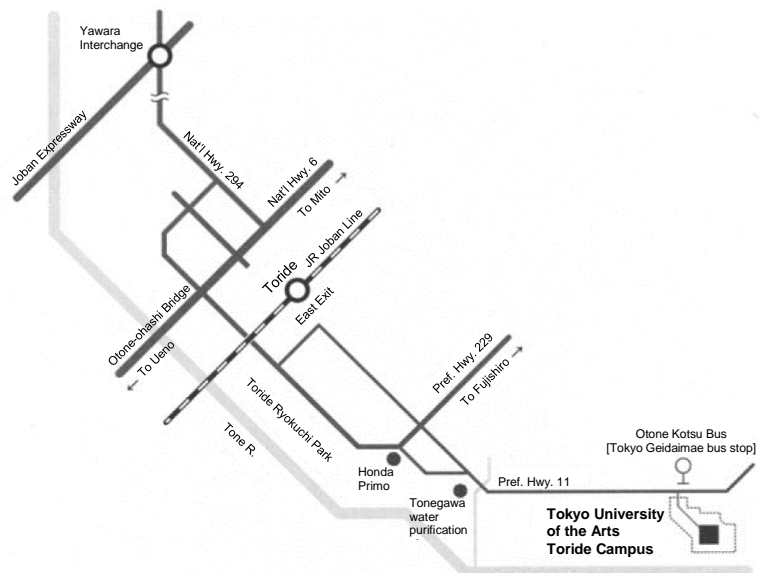 Yawara
Interchange
Joban Expressway
Nat'l Hwy. 294
Nat'l Hwy. 6
To Mito →
JR Joban Line
Toride
East Exit
Otone-ohashi Bridge
← To Ueno
Pref. Hwy. 229
To Fujishiro →
Toride Ryokuchi Park
Tone R.
Honda
Primo
Otone Kotsu Bus
[Tokyo Geidaimae bus stop]
Pref. Hwy. 11
Tonegawa
water
purification
Tokyo University
of the Arts
Toride Campus